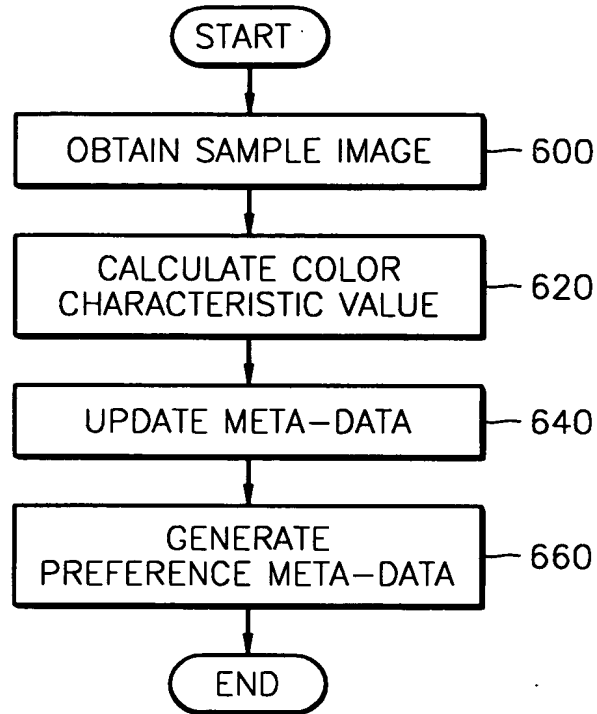 START
OBTAIN SAMPLE IMAGE
600
CALCULATE COLOR
CHARACTERISTIC VALUE
620
UPDATE META-DATA
640
GENERATE
PREFERENCE META-DATA
660
END